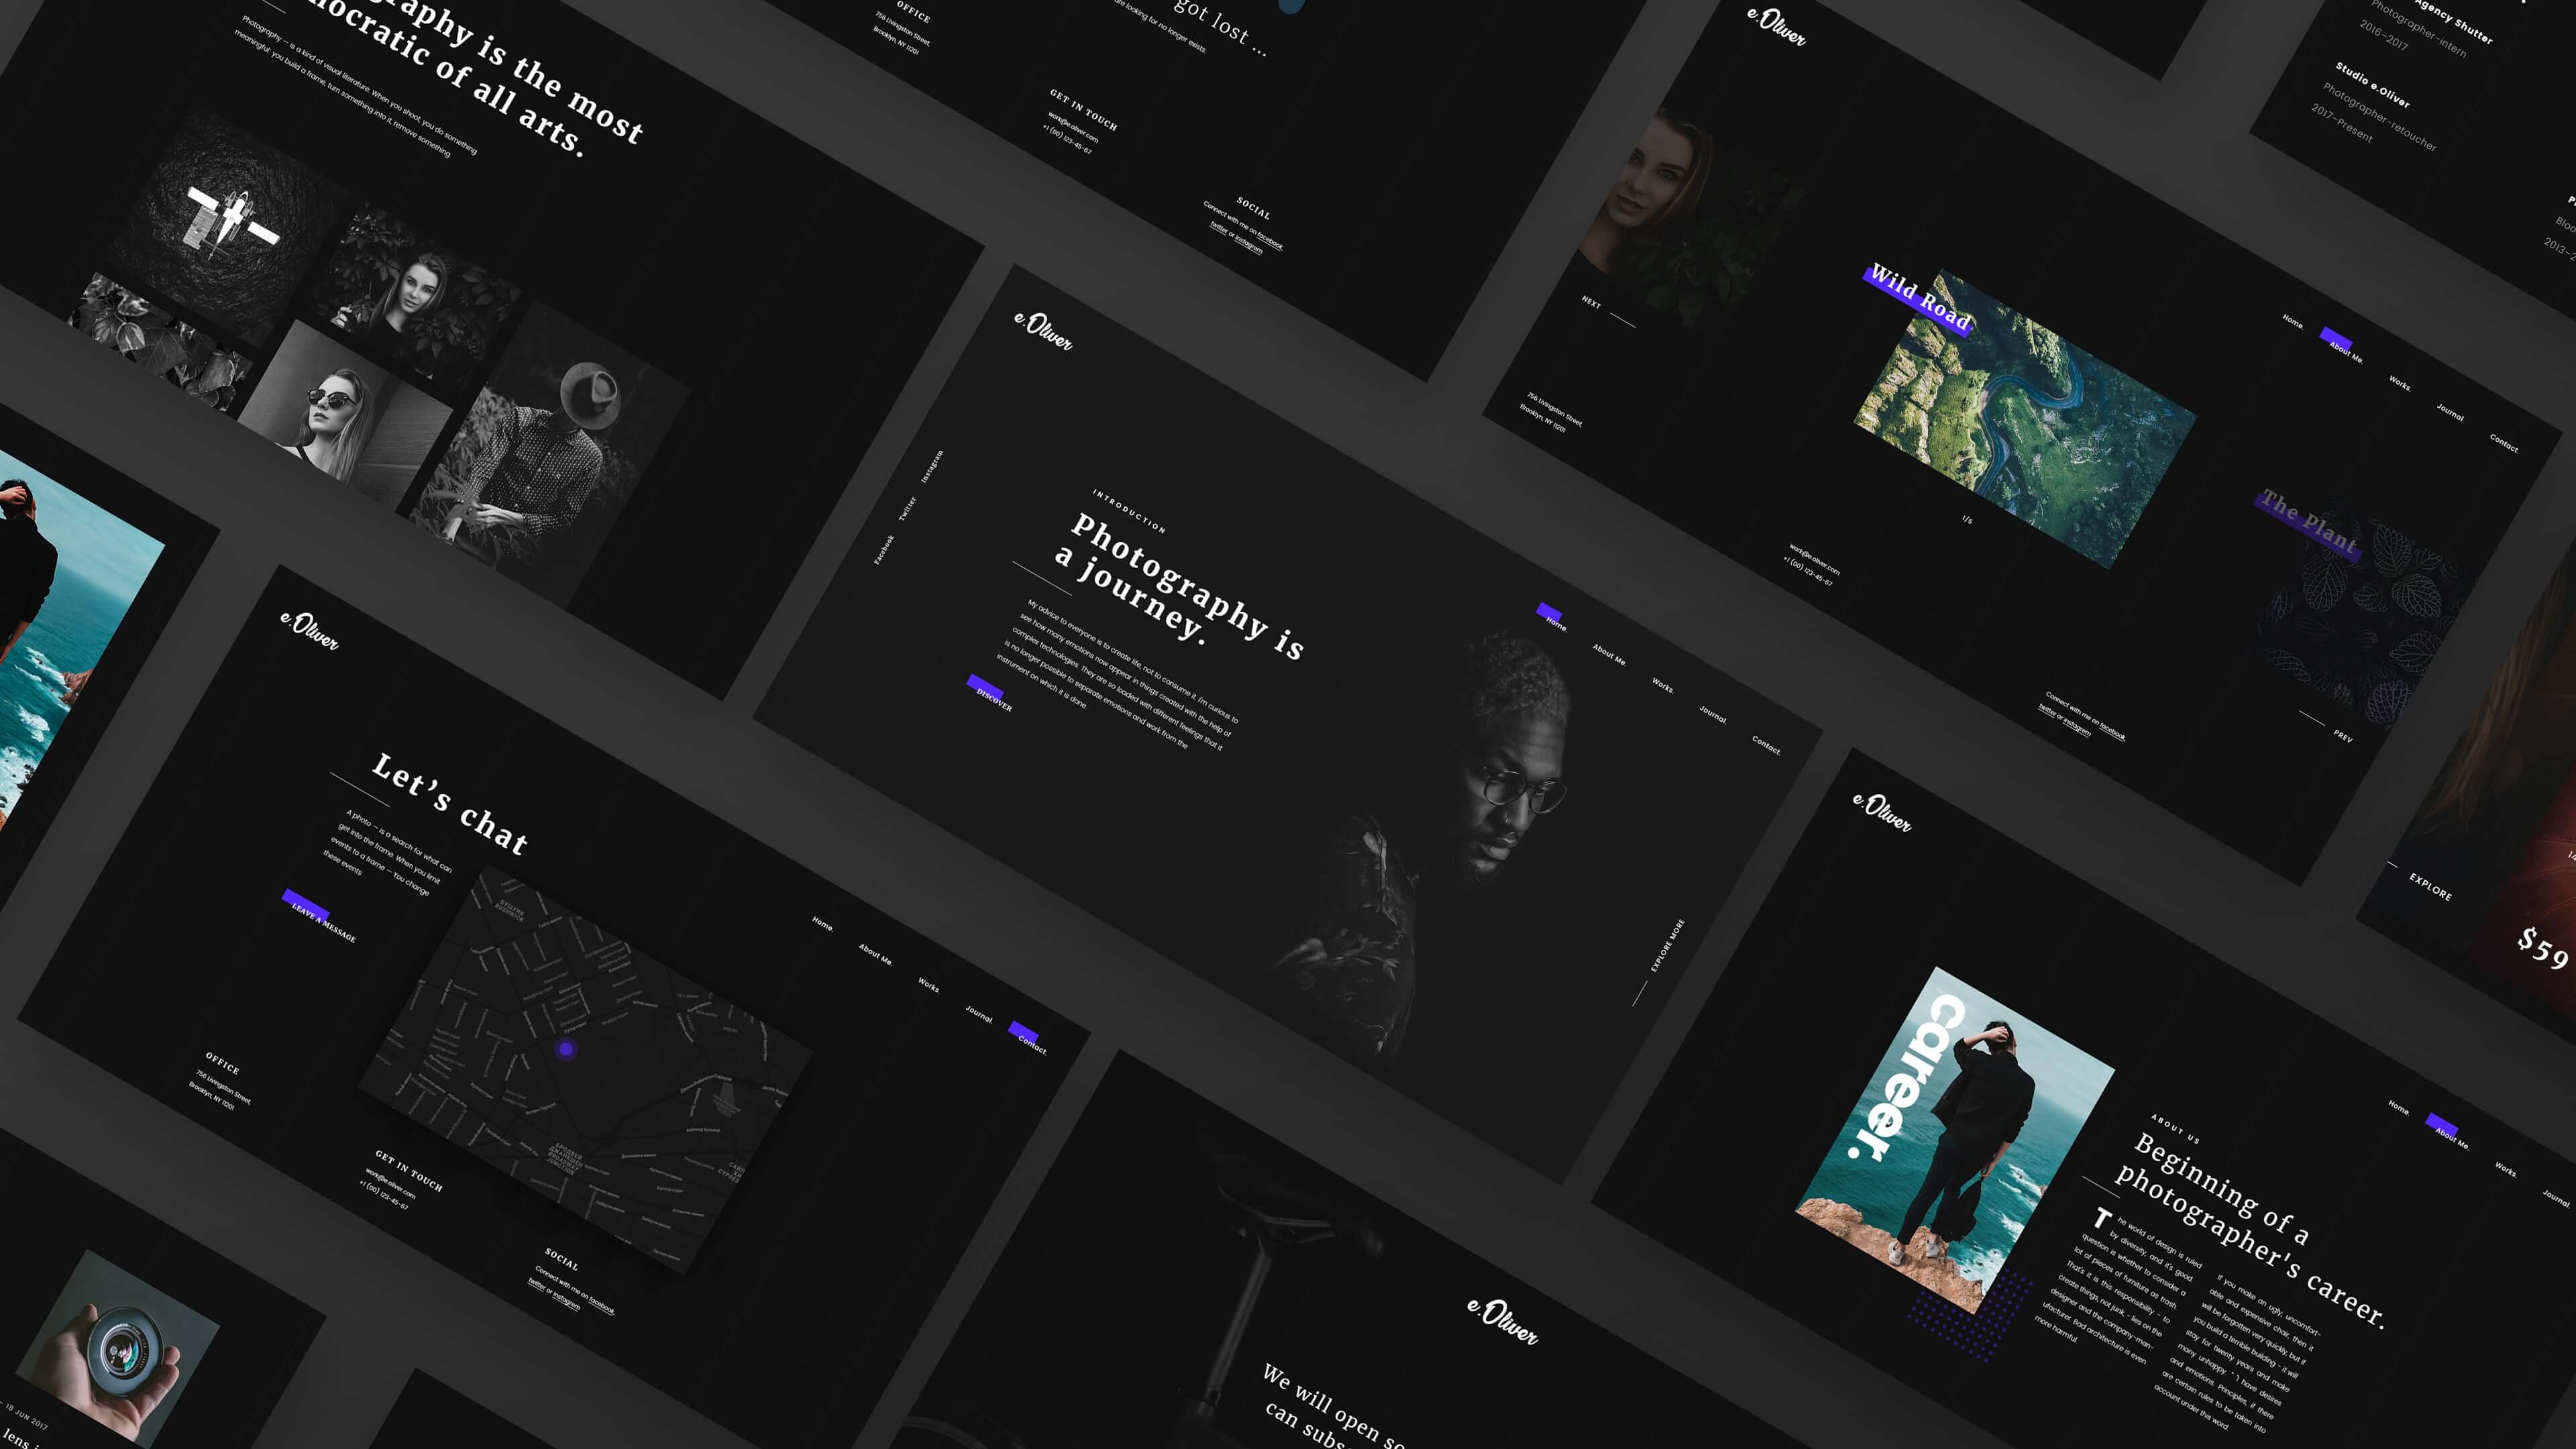 graphy is the most
nocratic of all arts.
Photography — is a kind of visual literature. When you shoot, you do something
meaningful: you build a frame, turn something into it, remove something
OFFICE
756 Livingston Street,
Brooklyn, NY 11201
got lost ...
are looking for no longer exists.
GET IN TOUCH
work@e.oliver.com
+1 (00) 123-45-67
SOCIAL
Connect with me on facebook,
twitter or instagram
e.Oliver
NEXT
Wild Road
1/5
Home.
About Me.
Works.
Journal.
Contact.
The Plant
PREV
756 Livingston Street,
Brooklyn, NY 11201
work@e.oliver.com
+1 (00) 123-45-67
Connect with me on facebook,
twitter or instagram
Agency Shutter
Photographer-intern
2016–2017
Studio e.Oliver
Photographer-retoucher
2017–Present
e.Oliver
Instagram
Twitter
Facebook
INTRODUCTION
Photography is
a journey.
My advice to everyone is to create life, not to consume it. I'm curious to
see how many emotions now appear in things created with the help of
complex technologies. They are so loaded with different feelings that it
is no longer possible to separate emotions and work from the
instrument on which it is done.
DISCOVER
Home.
About Me.
Works.
Journal.
Contact.
EXPLORE MORE
e.Oliver
Let's chat
A photo — is a search for what can
get into the frame. When you limit
events to a frame — You change
these events
LEAVE A MESSAGE
Home.
About Me.
Works.
Journal.
Contact.
БУШУИК
BUSHWICK
БРОДВЕЙ
ДЖАНКШЕН
BROADWAY
JUNCTION
OFFICE
756 Livingston Street,
Brooklyn, NY 11201
GET IN TOUCH
work@e.oliver.com
+1 (00) 123-45-67
SOCIAL
Connect with me on facebook,
twitter or instagram
e.Oliver
career.
Home.
About Me.
Works.
Journal.
ABOUT US
Beginning of a
photographer's career.
The world of design is ruled
by diversity, and it's good
question is whether to consider a
lot of pieces of furniture as trash
That's it is this responsibility - to
create things, not junk, - lies on the
designer and the company-man-
ufacturer. Bad architecture is even
more harmful.
If you make an ugly, uncomfort-
able and expensive chair, then it
will be forgotten very quickly, but if
you build a terrible building - it will
stay for twenty years and make
many unhappy.
have desires
and emotions. Principles, if there
are certain rules to be taken into
account under this word.
EXPLORE
$59
e.Oliver
We will open so
can subs
18 JUN 2017
lens i